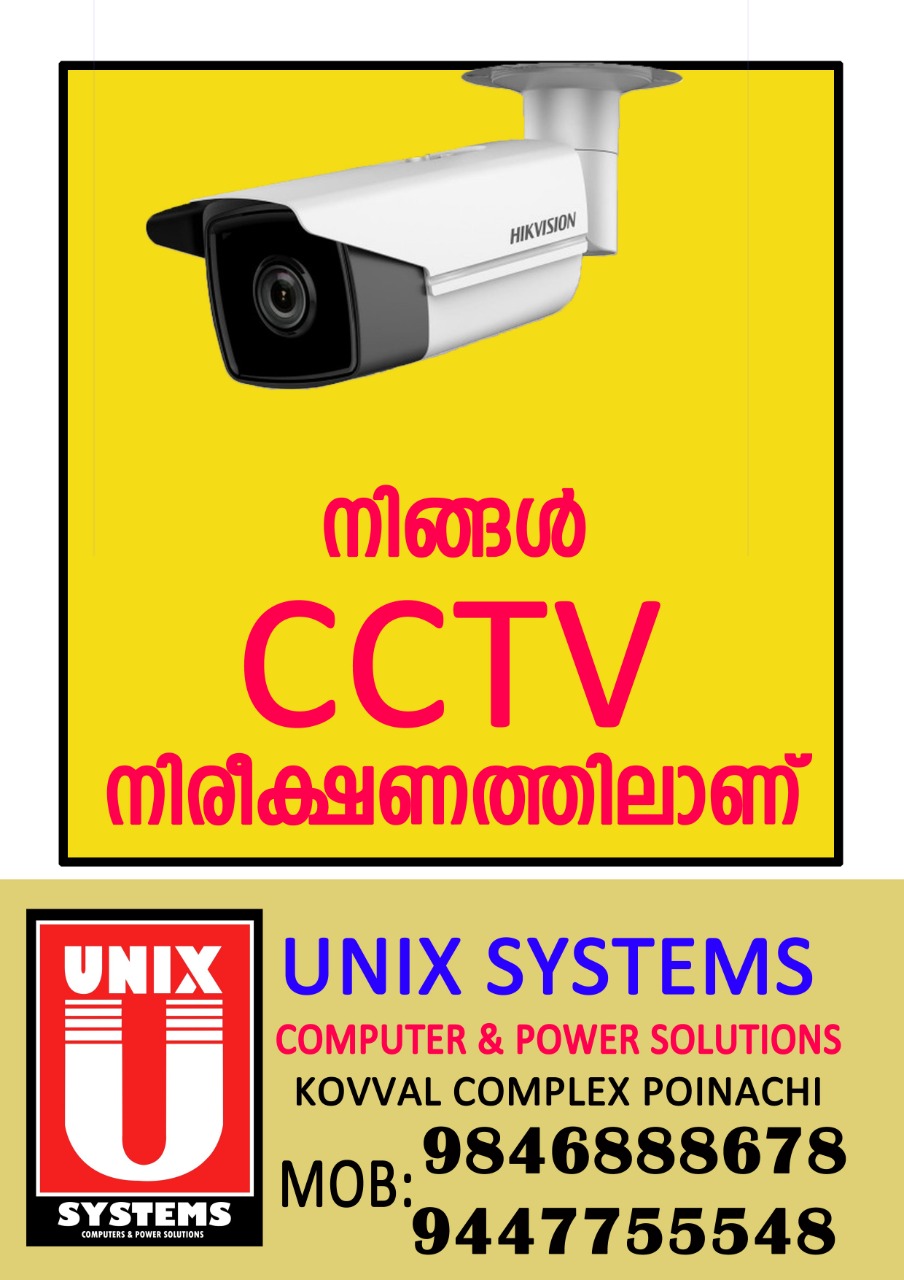 HIKVISION
നിങ്ങൾ
CCTV
നിരീക്ഷണത്തിലാണ്
UNIX
SYSTEMS
COMPUTERS & POWER SOLUTIONS
UNIX SYSTEMS
COMPUTER & POWER SOLUTIONS
KOVVAL COMPLEX POINACHI
MOB: 9846888678
9447755548